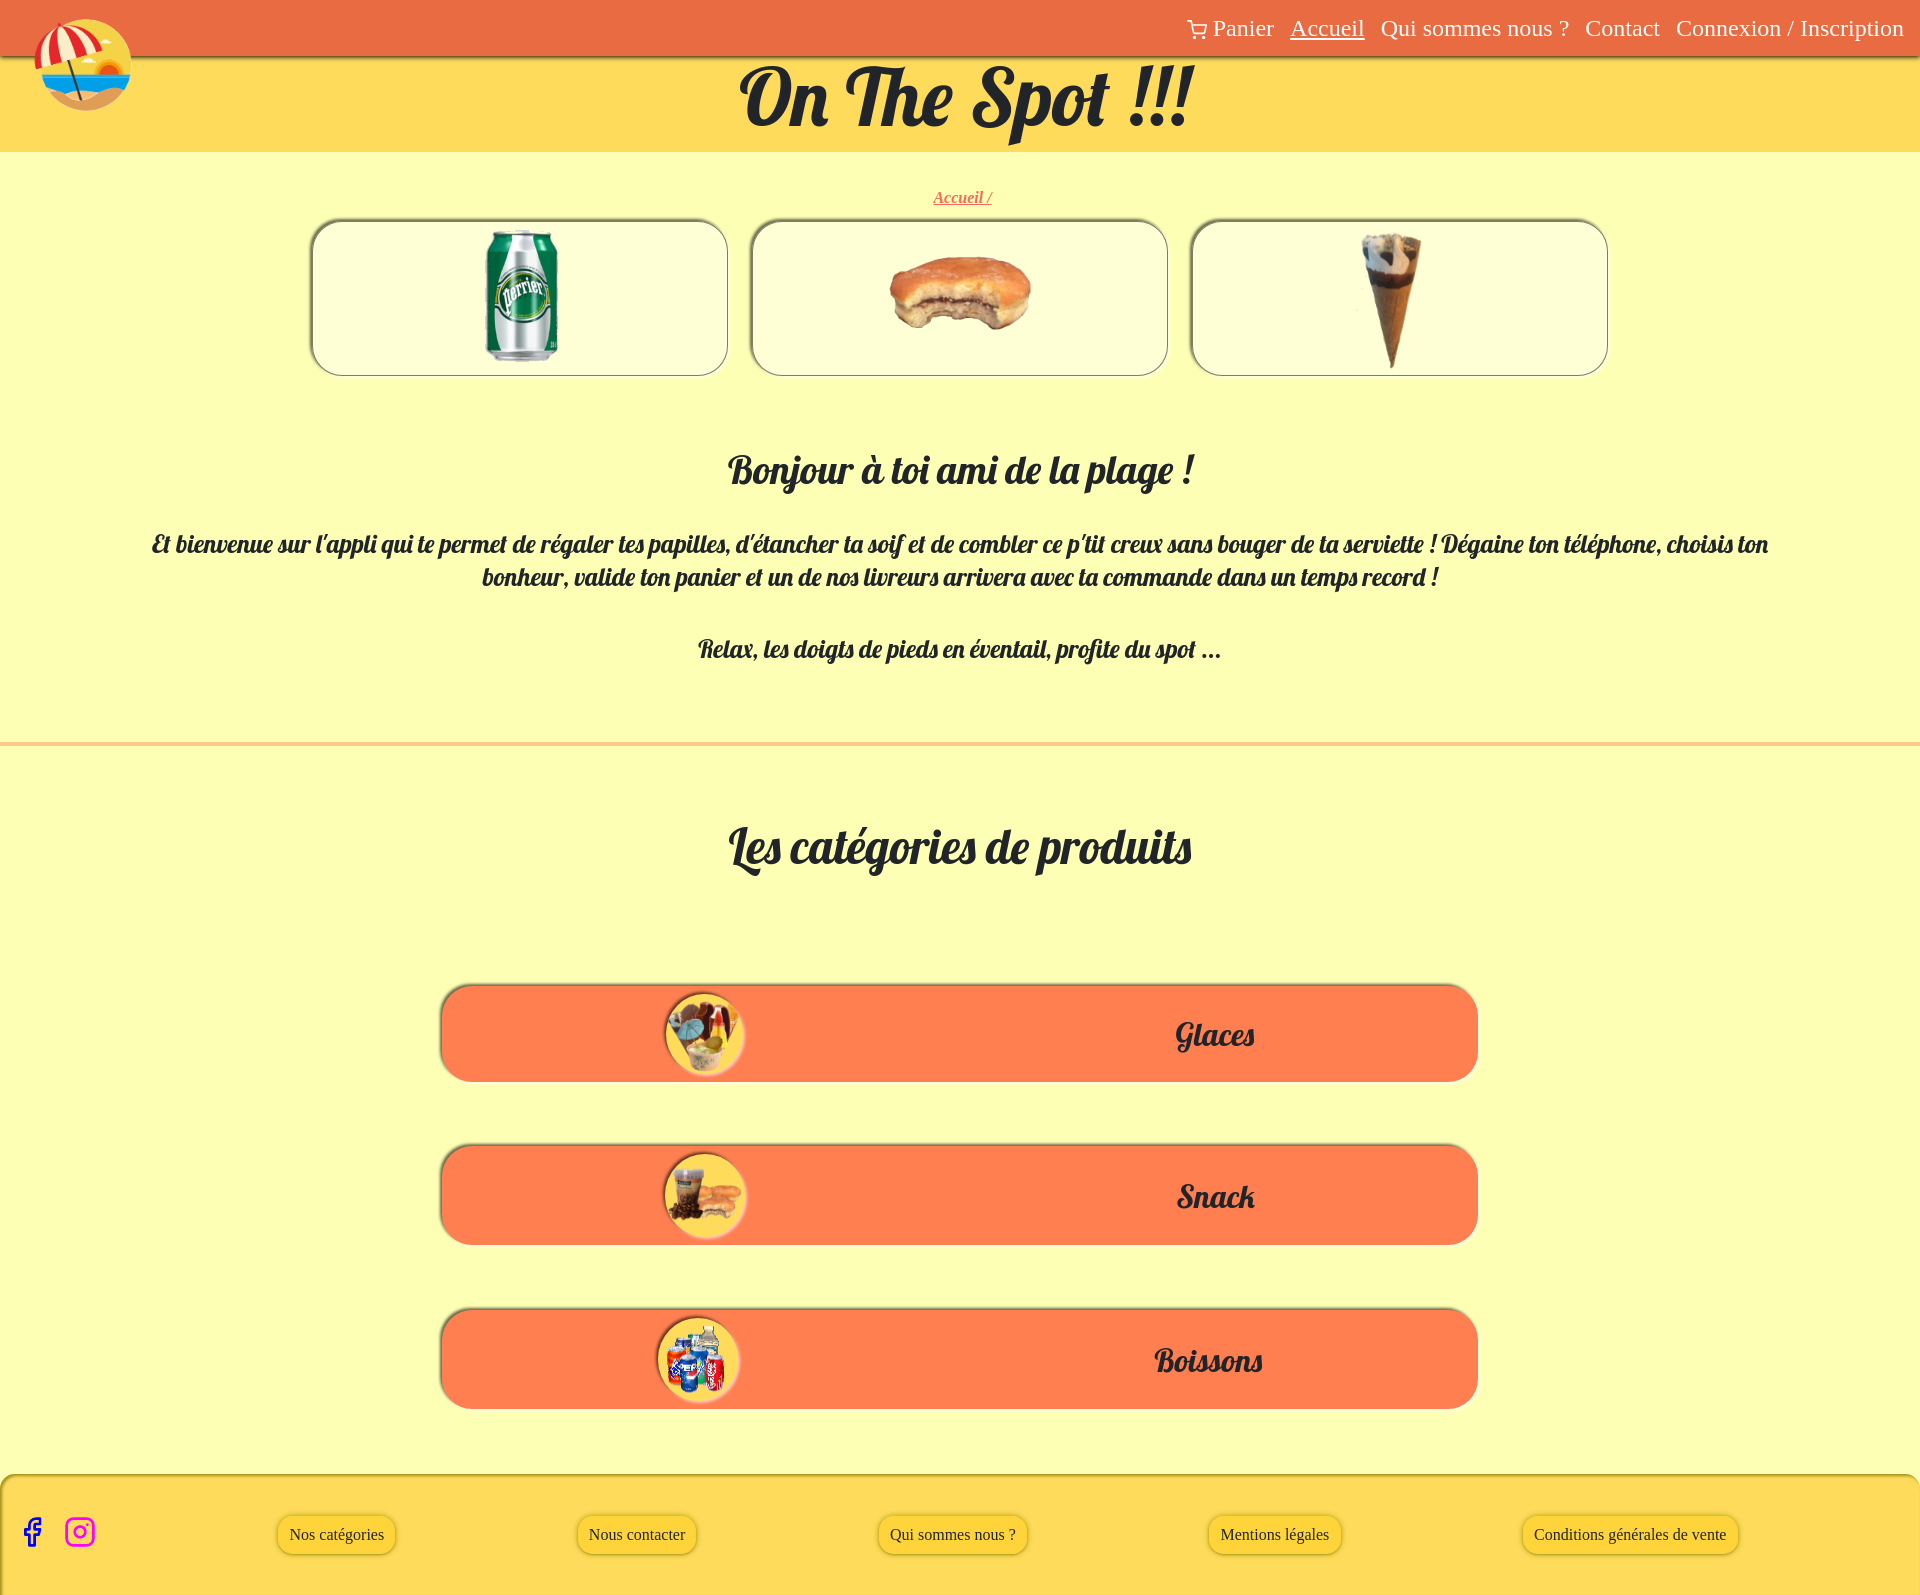 Panier Accueil Qui sommes nous ? Contact Connexion / Inscription
On The Spot !!!
Accueil /
perrier
Bonjour à toi ami de la plage !
Et bienvenue sur l'appli qui te permet de régaler tes papilles, d'étancher ta soif et de combler ce p'tit creux sans bouger de ta serviette ! Dégaine ton téléphone, choisis ton
bonheur, valide ton panier et un de nos livreurs arrivera avec ta commande dans un temps record !
Relax, les doigts de pieds en éventail, profite du spot ...
Les catégories de produits
Glaces
Snack
Boissons
Nos catégories Nous contacter Qui sommes nous ? Mentions légales Conditions générales de vente